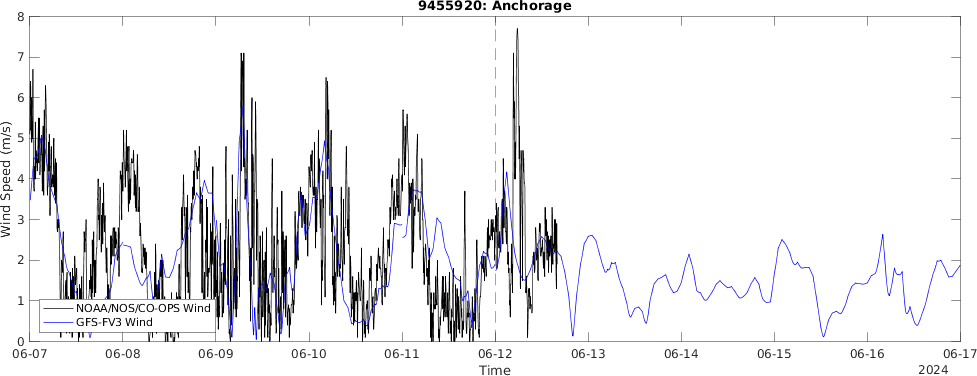 9455920: Anchorage
8
7
6
5
4
3
2
1
0
Wind Speed (m/s)
NOAA/NOS/CO-OPS Wind
GFS-FV3 Wind
06-07 06-08 06-09 06-10 06-11 06-12 06-13 06-14 06-15 06-16 06-17
Time
2024